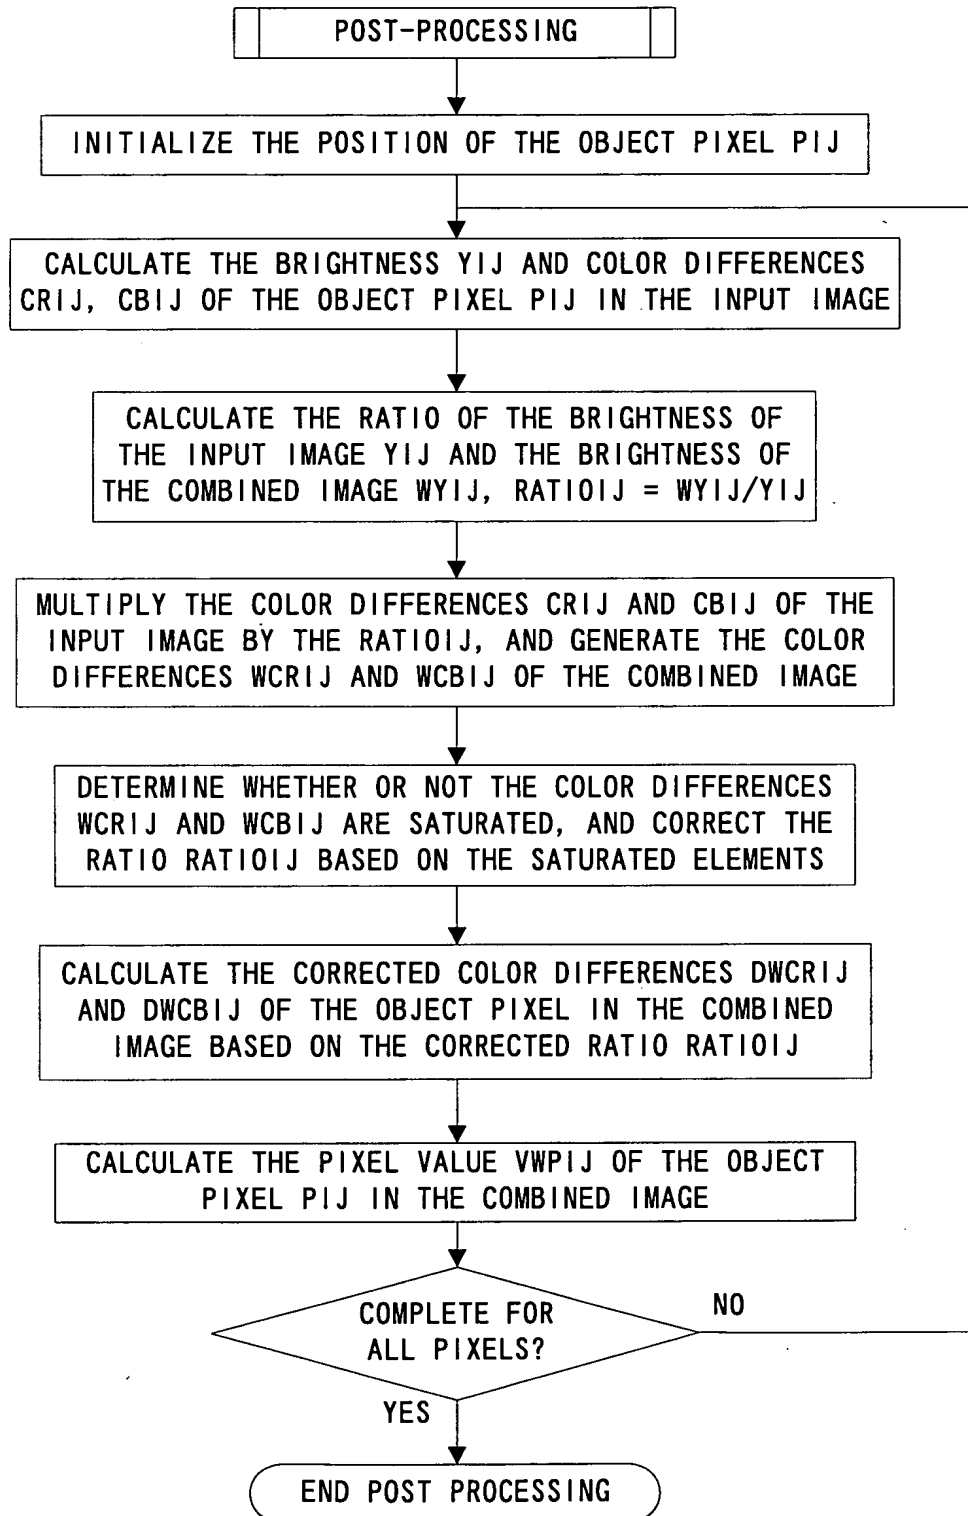 POST-PROCESSING
INITIALIZE THE POSITION OF THE OBJECT PIXEL PIJ
CALCULATE THE BRIGHTNESS YIJ AND COLOR DIFFERENCES
CRIJ, CBIJ OF THE OBJECT PIXEL PIJ IN THE INPUT IMAGE
CALCULATE THE RATIO OF THE BRIGHTNESS OF
THE INPUT IMAGE YIJ AND THE BRIGHTNESS OF
THE COMBINED IMAGE WYIJ, RATIOIJ = WYIJ/YIJ
MULTIPLY THE COLOR DIFFERENCES CRIJ AND CBIJ OF THE
INPUT IMAGE BY THE RATIOIJ, AND GENERATE THE COLOR
DIFFERENCES WCRIJ AND WCBIJ OF THE COMBINED IMAGE
DETERMINE WHETHER OR NOT THE COLOR DIFFERENCES
WCRIJ AND WCBIJ ARE SATURATED, AND CORRECT THE
RATIO RATIOIJ BASED ON THE SATURATED ELEMENTS
CALCULATE THE CORRECTED COLOR DIFFERENCES DWCRIJ
AND DWCBIJ OF THE OBJECT PIXEL IN THE COMBINED
IMAGE BASED ON THE CORRECTED RATIO RATIOIJ
CALCULATE THE PIXEL VALUE VWPIJ OF THE OBJECT
PIXEL PIJ IN THE COMBINED IMAGE
COMPLETE FOR
ALL PIXELS?
NO
YES
END POST PROCESSING